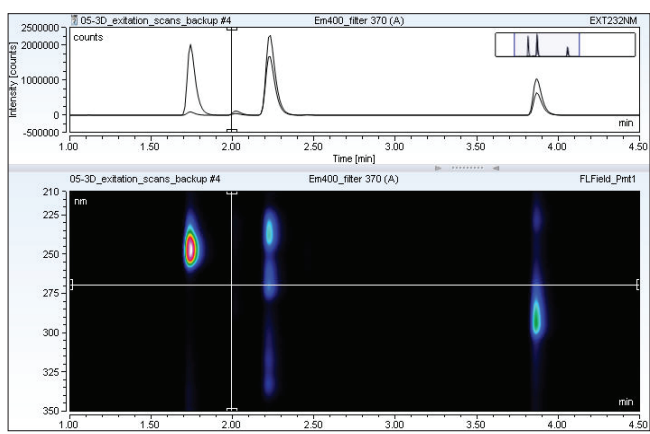 05-3D_exitation_scans_backup #4 Em400_filter 370 (A) EXT232NM
2500000
counts
2000000
1000000
0
-500000
Intensity [counts]
min
1.00 1.50 2.00 2.50 3.00 3.50 4.00 4.50
Time [min]
05-3D_exitation_scans_backup #4 Em400_filter 370 (A) FLField_Pmt1
210
nm
225
250
275
300
325
350
min
1.00 1.50 2.00 2.50 3.00 3.50 4.00 4.50